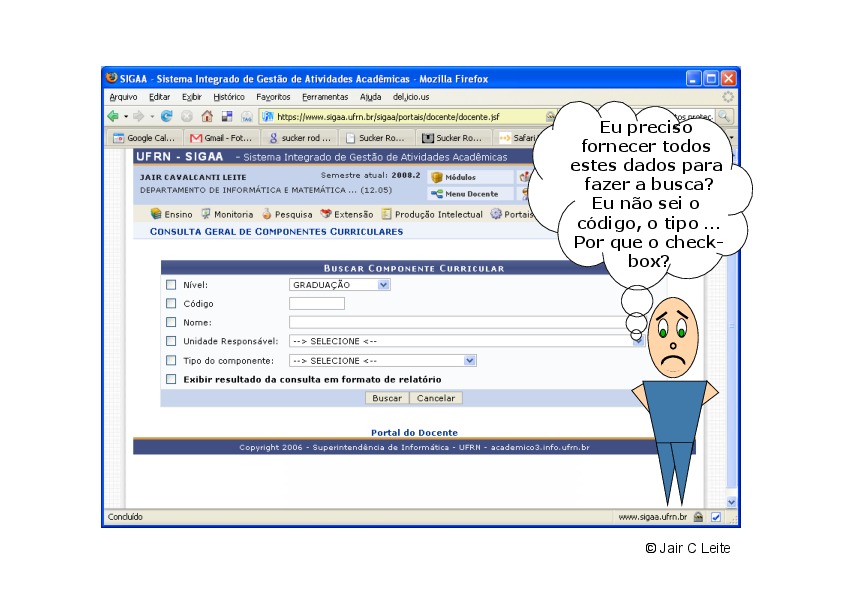 SIGAA - Sistema Integrado de Gestão de Atividades Acadêmicas - Mozilla Firefox
Arquivo Editar Exibir Histórico Favoritos Ferramentas Ajuda del.icio.us
https://www.sigaa.ufrn.br/sigaa/portais/docente/docente.jsf
Google Cal... Gmail - Fot... sucker rod ... Sucker Ro... Sucker Ro... Safari
UFRN - SIGAA - Sistema Integrado de Gestão de Atividades Acadêmicas
JAIR CAVALCANTI LEITE Semestre atual: 2008.2 Módulos
DEPARTAMENTO DE INFORMÁTICA E MATEMÁTICA ... (12.05) Menu Docente
Ensino Monitoria Pesquisa Extensão Produção Intelectual Portais
CONSULTA GERAL DE COMPONENTES CURRICULARES
BUSCAR COMPONENTE CURRICULAR
Nível: GRADUAÇÃO
Código
Nome:
Unidade Responsável: --> SELECIONE <--
Tipo do componente: --> SELECIONE <--
Exibir resultado da consulta em formato de relatório
Buscar Cancelar
Portal do Docente
Copyright 2006 - Superintendência de Informática - UFRN - academico3.info.ufrn.br
Concluído www.sigaa.ufrn.br
Eu preciso
fornecer todos
estes dados para
fazer a busca?
Eu não sei o
código, o tipo ...
Por que o check-
box?
© Jair C Leite